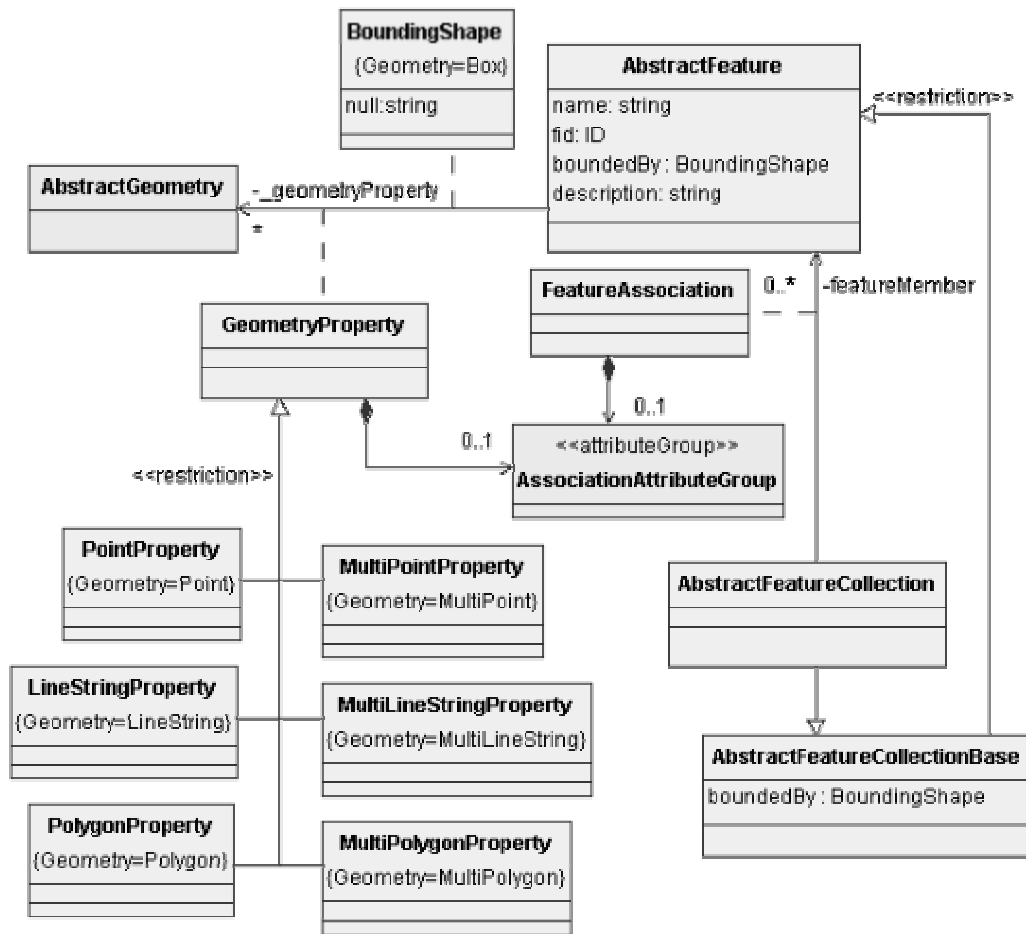 BoundingShape
{Geometry=Box}
null:string
AbstractFeature
name: string
fid: ID
boundedBy: BoundingShape
description: string
<<restriction>>
AbstractGeometry
-_geometryProperty
*
FeatureAssociation
0..*
-featureMember
GeometryProperty
0..1
0..1
<<attributeGroup>>
AssociationAttributeGroup
<<restriction>>
PointProperty
{Geometry=Point}
MultiPointProperty
{Geometry=MultiPoint}
AbstractFeatureCollection
LineStringProperty
{Geometry=LineString}
MultiLineStringProperty
{Geometry=MultiLineString}
AbstractFeatureCollectionBase
boundedBy: BoundingShape
PolygonProperty
{Geometry=Polygon}
MultiPolygonProperty
{Geometry=MultiPolygon}